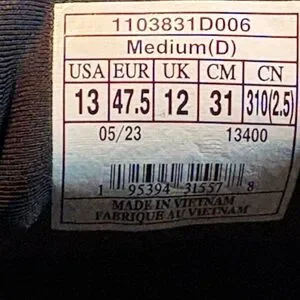 1103831D006
Medium(D)
USA EUR UK CM CN
13 47.5 12 31 310(2.5)
05/23 13400
1 95394 31557 8
MADE IN VIETNAM
FABRIQUE AU VIETNAM